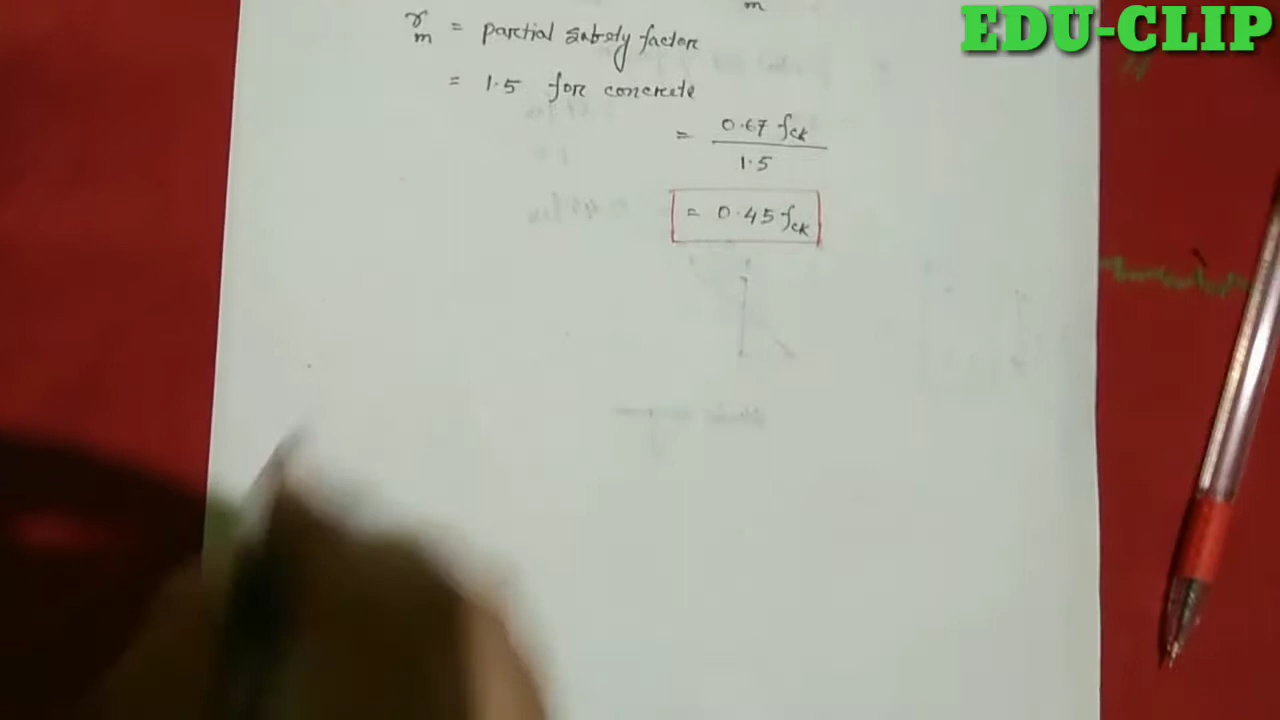 m
EDU-CLIP
γm = partial safety factor
= 1.5 for concrete
= 0.67 fck / 1.5
= 0.45 fck